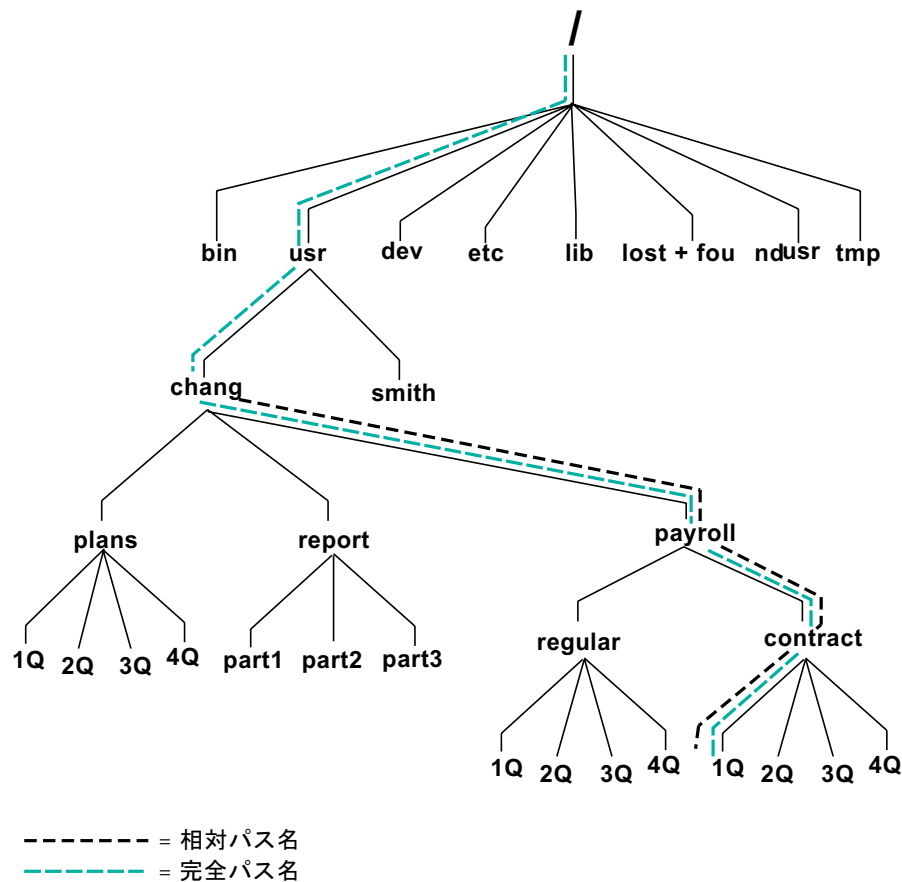 /
bin usr dev etc lib lost + fou ndusr tmp
chang smith
plans report payroll
regular contract
1Q 2Q 3Q 4Q part1 part2 part3
1Q 2Q 3Q 4Q 1Q 2Q 3Q 4Q
= 相対パス名
= 完全パス名